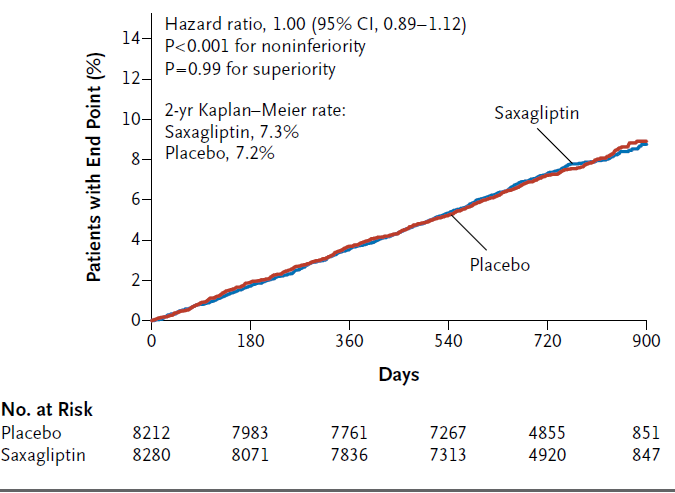 Hazard ratio, 1.00 (95% CI, 0.89–1.12)
P<0.001 for noninferiority
P=0.99 for superiority
2-yr Kaplan–Meier rate:
Saxagliptin, 7.3%
Placebo, 7.2%
Patients with End Point (%)
14
12
10
8
6
4
2
0
Saxagliptin
Placebo
0 180 360 540 720 900
Days
No. at Risk
Placebo 8212 7983 7761 7267 4855 851
Saxagliptin 8280 8071 7836 7313 4920 847